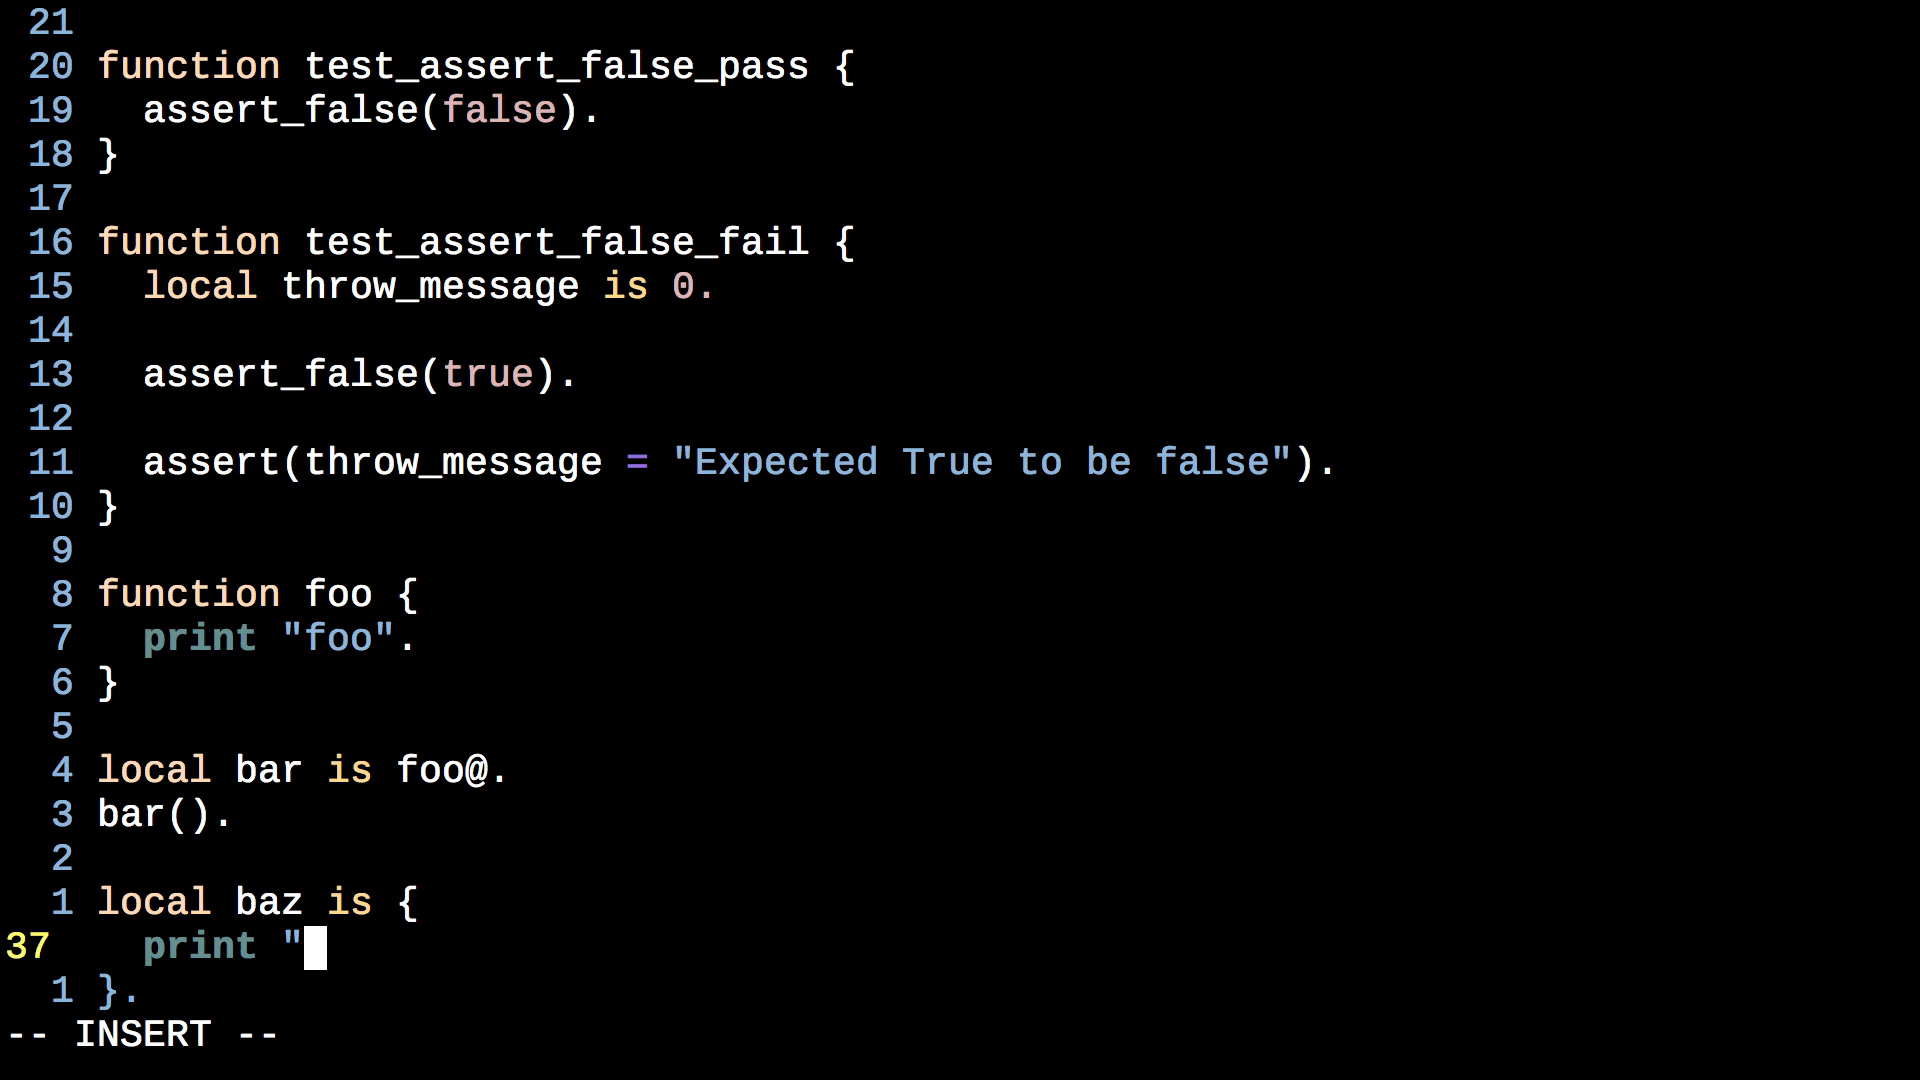 21
20 function test_assert_false_pass {
19   assert_false(false).
18 }
17
16 function test_assert_false_fail {
15   local throw_message is 0.
14
13   assert_false(true).
12
11   assert(throw_message = "Expected True to be false").
10 }
9
8 function foo {
7   print "foo".
6 }
5
4 local bar is foo@.
3 bar().
2
1 local baz is {
37   print "
1 }.
-- INSERT --